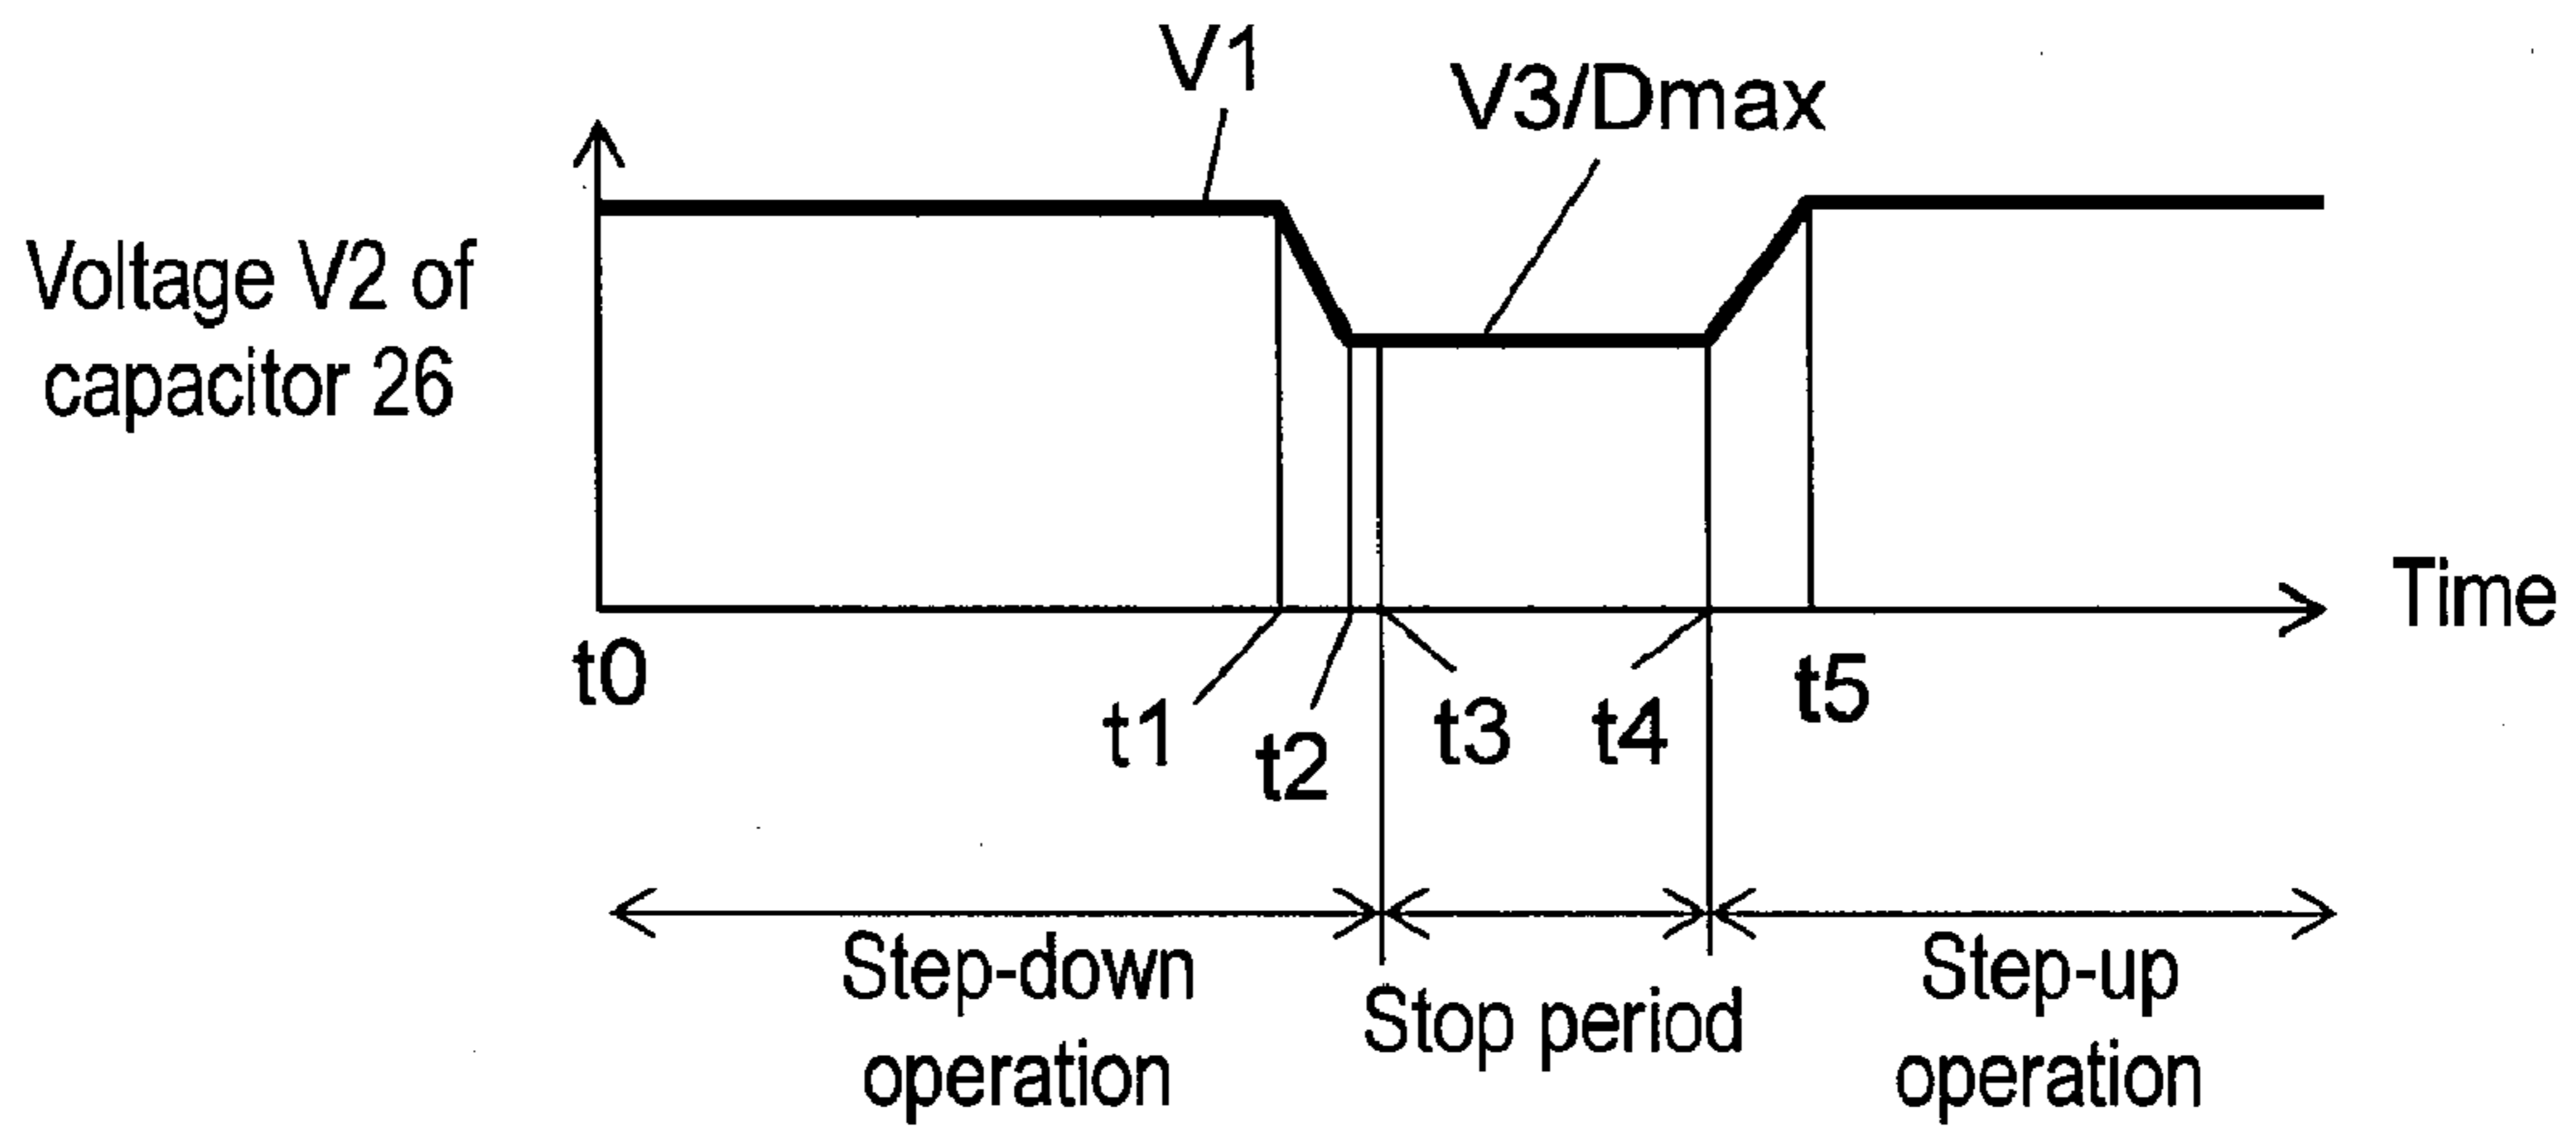 V1
V3/Dmax
Voltage V2 of
capacitor 26
Time
t0
t1
t2
t3
t4
t5
Step-down
operation
Stop period
Step-up
operation